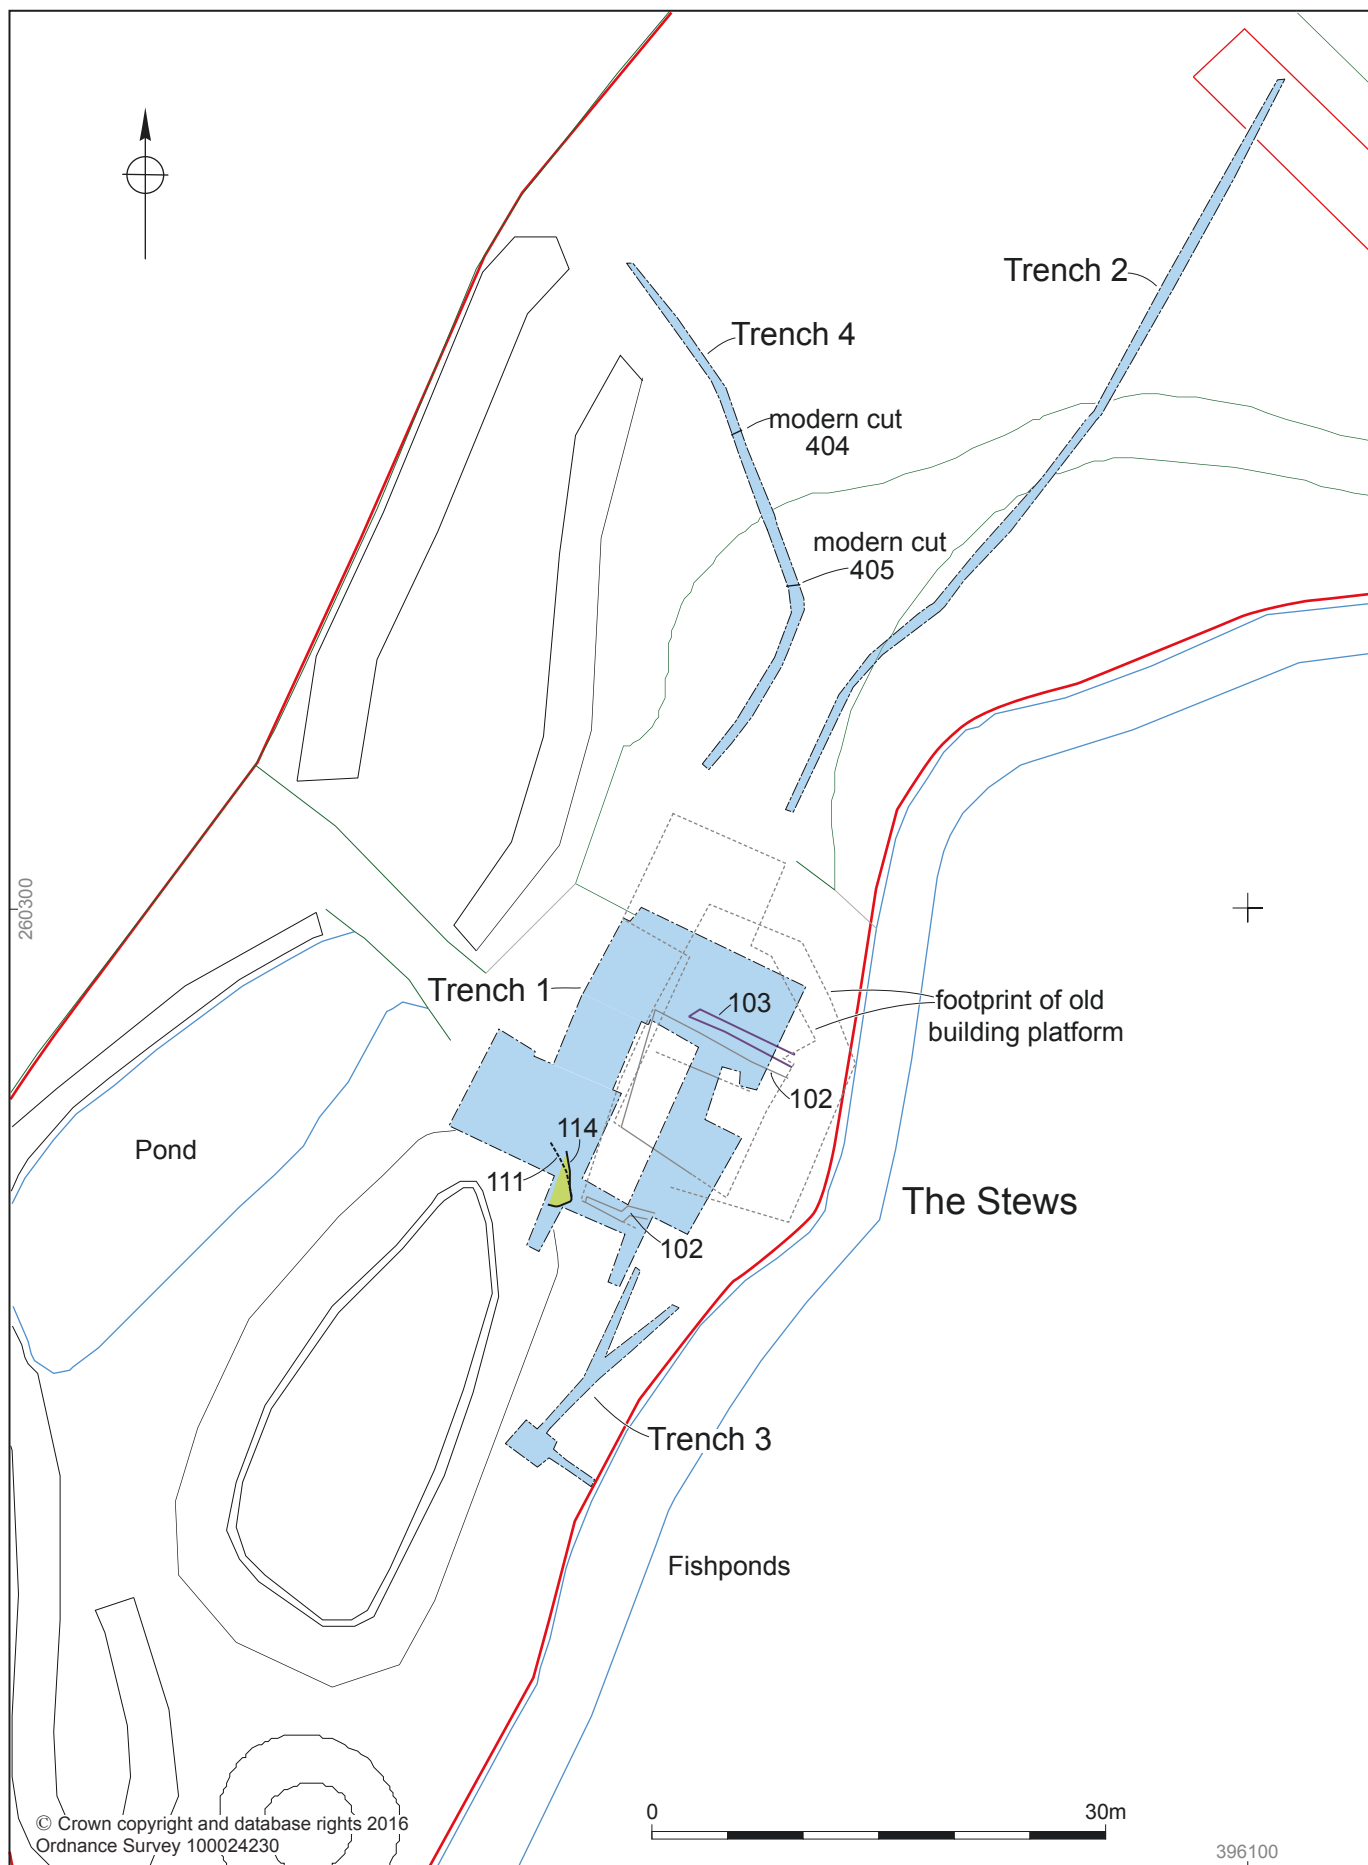 Trench 2
Trench 4
modern cut
404
modern cut
405
260300
Trench 1
103
footprint of old
building platform
102
114
Pond
111
The Stews
102
Trench 3
Fishponds
0
30m
© Crown copyright and database rights 2016
Ordnance Survey 100024230
396100